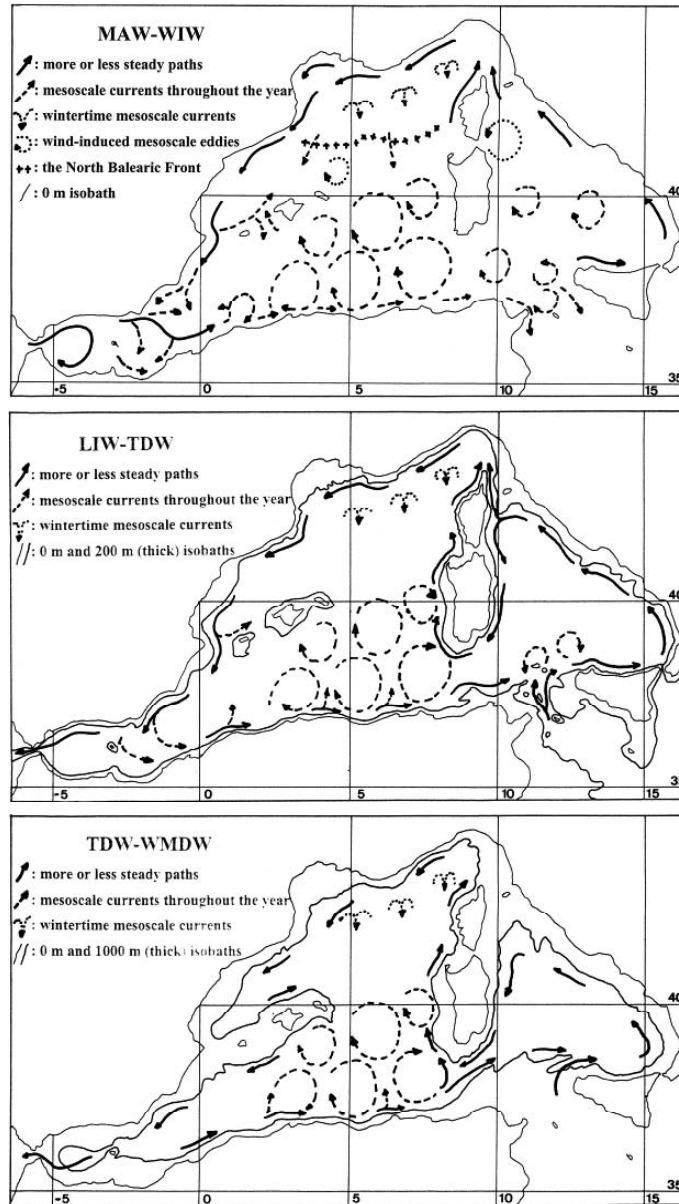 MAW-WIW
: more or less steady paths
: mesoscale currents throughout the year
: wintertime mesoscale currents
: wind-induced mesoscale eddies
: the North Balearic Front
: 0 m isobath
40
-5
0
5
10
15
35
LIW-TDW
: more or less steady paths
: mesoscale currents throughout the year
: wintertime mesoscale currents
: 0 m and 200 m (thick) isobaths
40
-5
0
5
10
15
35
TDW-WMDW
: more or less steady paths
: mesoscale currents throughout the year
: wintertime mesoscale currents
: 0 m and 1000 m (thick) isobaths
40
-5
0
5
10
15
35